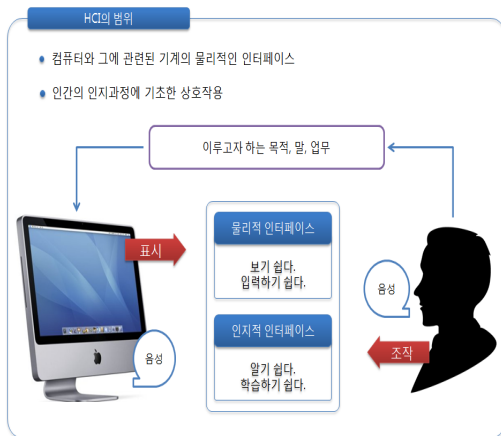 HCI의 범위
컴퓨터와 그에 관련된 기계의 물리적인 인터페이스
인간의 인지과정에 기초한 상호작용
이루고자 하는 목적, 말, 업무
표시
물리적 인터페이스
보기 쉽다.
입력하기 쉽다.
음성
인지적 인터페이스
조작
음성
알기 쉽다.
학습하기 쉽다.